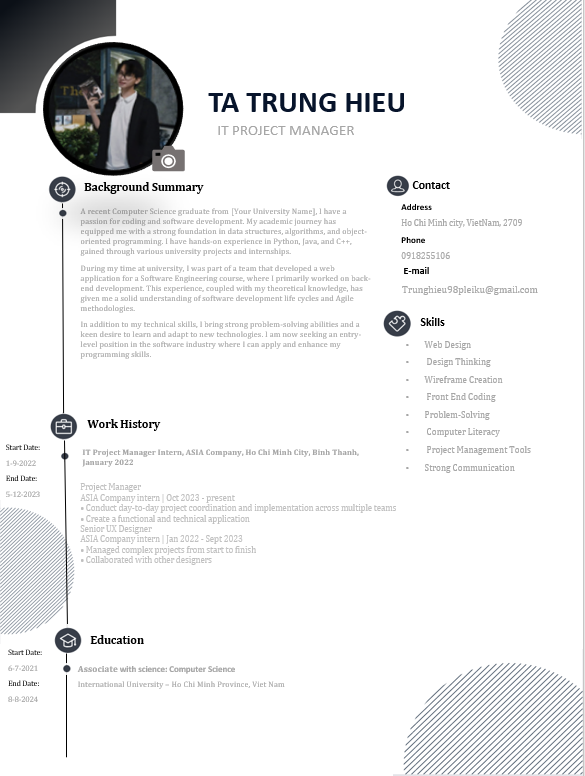 TA TRUNG HIEU
IT PROJECT MANAGER
Background Summary
A recent Computer Science graduate from [Your University Name], I have a
passion for coding and software development. My academic journey has
equipped me with a strong foundation in data structures, algorithms, and object-
oriented programming. I have hands-on experience in Python, Java, and C++,
gained through various university projects and internships.
During my time at university, I was part of a team that developed a web
application for a Software Engineering course, where I primarily worked on back-
end development. This experience, coupled with my theoretical knowledge, has
given me a solid understanding of software development life cycles and Agile
methodologies.
In addition to my technical skills, I bring strong problem-solving abilities and a
keen desire to learn and adapt to new technologies. I am now seeking an entry-
level position in the software industry where I can apply and enhance my
programming skills.
Contact
Address
Ho Chi Minh city, VietNam, 2709
Phone
0918255106
E-mail
Trunghieu98pleiku@gmail.com
Skills
• Web Design
• Design Thinking
• Wireframe Creation
• Front End Coding
• Problem-Solving
• Computer Literacy
• Project Management Tools
• Strong Communication
Work History
Start Date:
1-9-2022
End Date:
5-12-2023
IT Project Manager Intern, ASIA Company, Ho Chi Minh City, Binh Thanh,
January 2022
Project Manager
ASIA Company intern | Oct 2023 - present
• Conduct day-to-day project coordination and implementation across multiple teams
• Create a functional and technical application
Senior UX Designer
ASIA Company intern | Jan 2022 - Sept 2023
• Managed complex projects from start to finish
• Collaborated with other designers
Education
Start Date:
6-7-2021
End Date:
8-8-2024
Associate with science: Computer Science
International University – Ho Chi Minh Province, Viet Nam